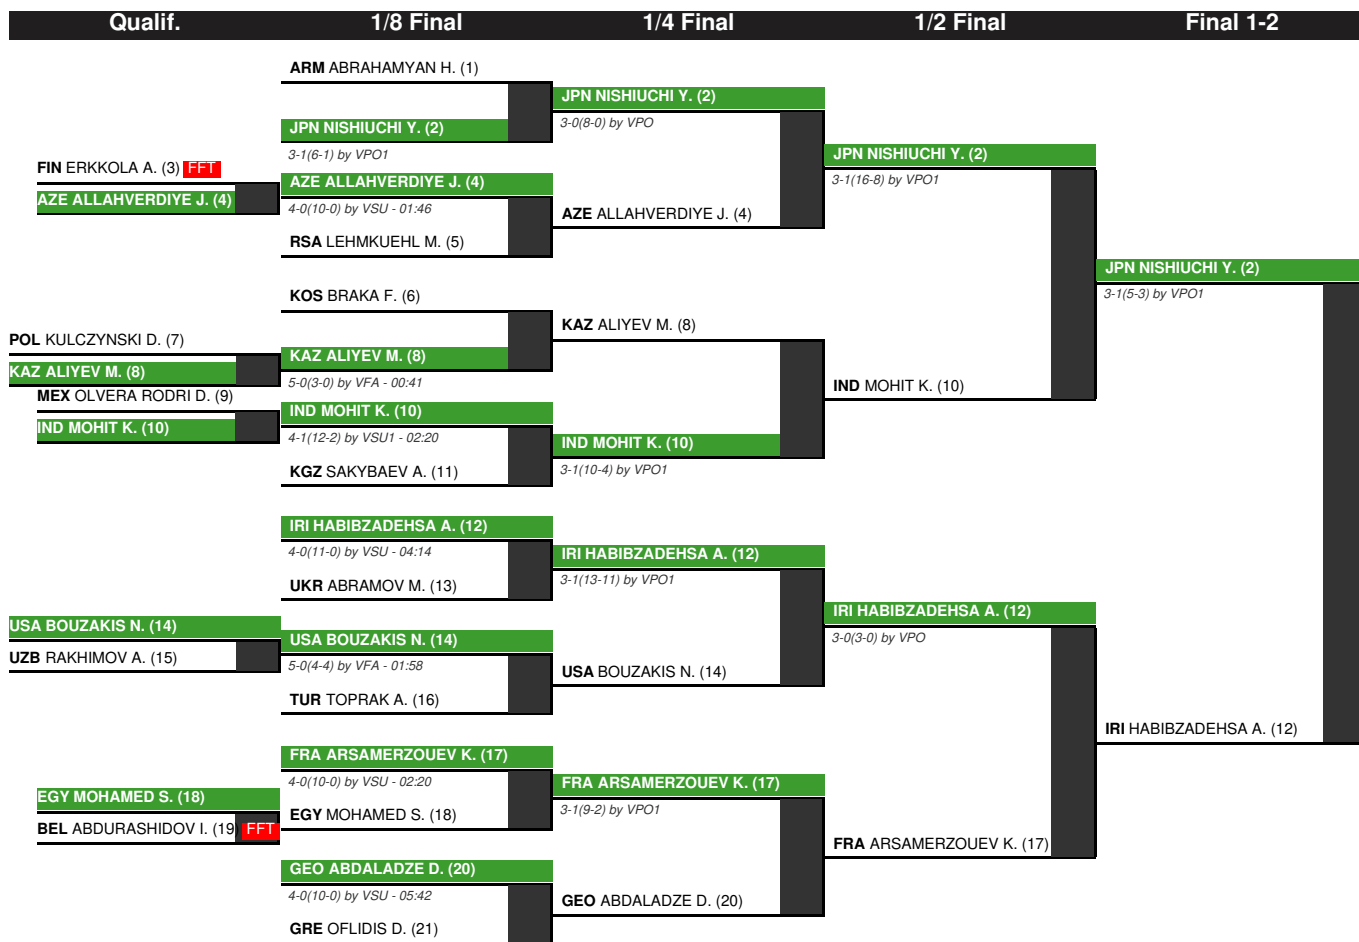 Qualif.
1/8 Final
1/4 Final
1/2 Final
Final 1-2
ARM ABRAHAMYAN H. (1)
JPN NISHIUCHI Y. (2)
3-1(6-1) by VPO1
FIN ERKKOLA A. (3) FFT
AZE ALLAHVERDIYE J. (4)
AZE ALLAHVERDIYE J. (4)
4-0(10-0) by VSU - 01:46
RSA LEHMKUEHL M. (5)
JPN NISHIUCHI Y. (2)
3-0(8-0) by VPO
AZE ALLAHVERDIYE J. (4)
JPN NISHIUCHI Y. (2)
3-1(16-8) by VPO1
KOS BRAKA F. (6)
POL KULCZYNSKI D. (7)
KAZ ALIYEV M. (8)
KAZ ALIYEV M. (8)
5-0(3-0) by VFA - 00:41
MEX OLVERA RODRI D. (9)
IND MOHIT K. (10)
IND MOHIT K. (10)
4-1(12-2) by VSU1 - 02:20
KGZ SAKYBAEV A. (11)
KAZ ALIYEV M. (8)
IND MOHIT K. (10)
3-1(10-4) by VPO1
IND MOHIT K. (10)
JPN NISHIUCHI Y. (2)
3-1(5-3) by VPO1
IRI HABIBZADEHSA A. (12)
4-0(11-0) by VSU - 04:14
UKR ABRAMOV M. (13)
USA BOUZAKIS N. (14)
UZB RAKHIMOV A. (15)
USA BOUZAKIS N. (14)
5-0(4-4) by VFA - 01:58
TUR TOPRAK A. (16)
IRI HABIBZADEHSA A. (12)
3-1(13-11) by VPO1
USA BOUZAKIS N. (14)
IRI HABIBZADEHSA A. (12)
3-0(3-0) by VPO
FRA ARSAMERZOUEV K. (17)
4-0(10-0) by VSU - 02:20
EGY MOHAMED S. (18)
BEL ABDURASHIDOV I. (19) FFT
EGY MOHAMED S. (18)
GEO ABDALADZE D. (20)
4-0(10-0) by VSU - 05:42
GRE OFLIDIS D. (21)
FRA ARSAMERZOUEV K. (17)
3-1(9-2) by VPO1
GEO ABDALADZE D. (20)
FRA ARSAMERZOUEV K. (17)
IRI HABIBZADEHSA A. (12)